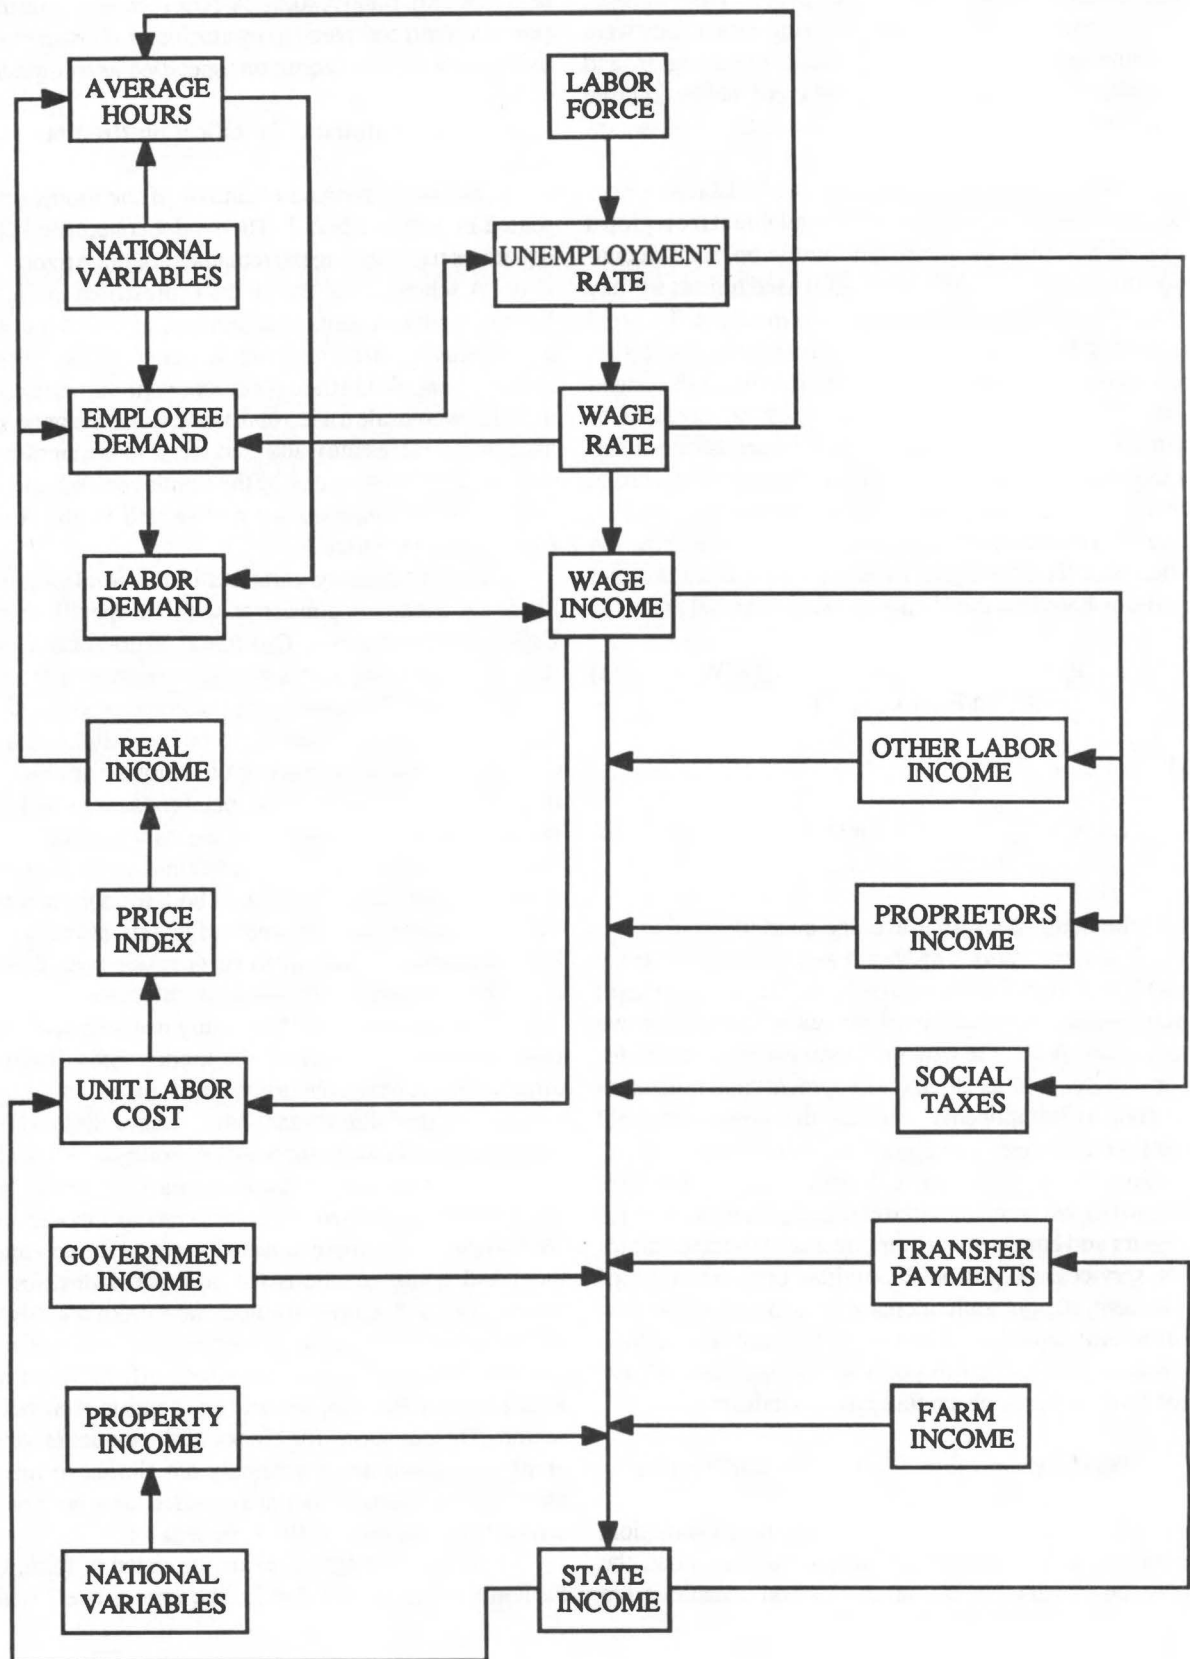 AVERAGE
HOURS
LABOR
FORCE
NATIONAL
VARIABLES
UNEMPLOYMENT
RATE
EMPLOYEE
DEMAND
WAGE
RATE
LABOR
DEMAND
WAGE
INCOME
REAL
INCOME
OTHER LABOR
INCOME
PRICE
INDEX
PROPRIETORS
INCOME
UNIT LABOR
COST
SOCIAL
TAXES
GOVERNMENT
INCOME
TRANSFER
PAYMENTS
PROPERTY
INCOME
FARM
INCOME
NATIONAL
VARIABLES
STATE
INCOME